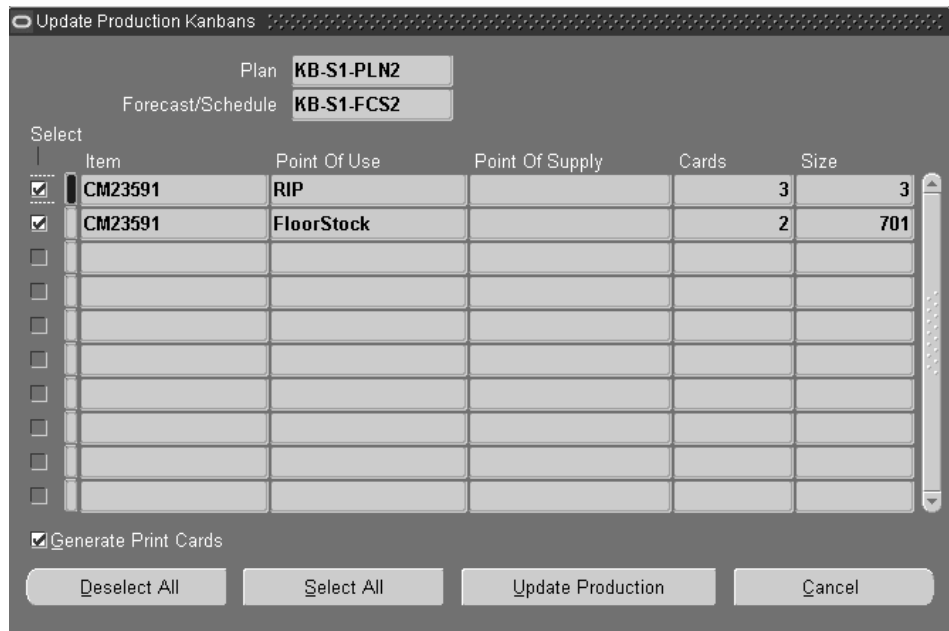 Update Production Kanbans
Plan KB-S1-PLN2
Forecast/Schedule KB-S1-FCS2
Select
Item Point Of Use Point Of Supply Cards Size
CM23591 RIP 3 3
CM23591 FloorStock 2 701
Generate Print Cards
Deselect All Select All Update Production Cancel